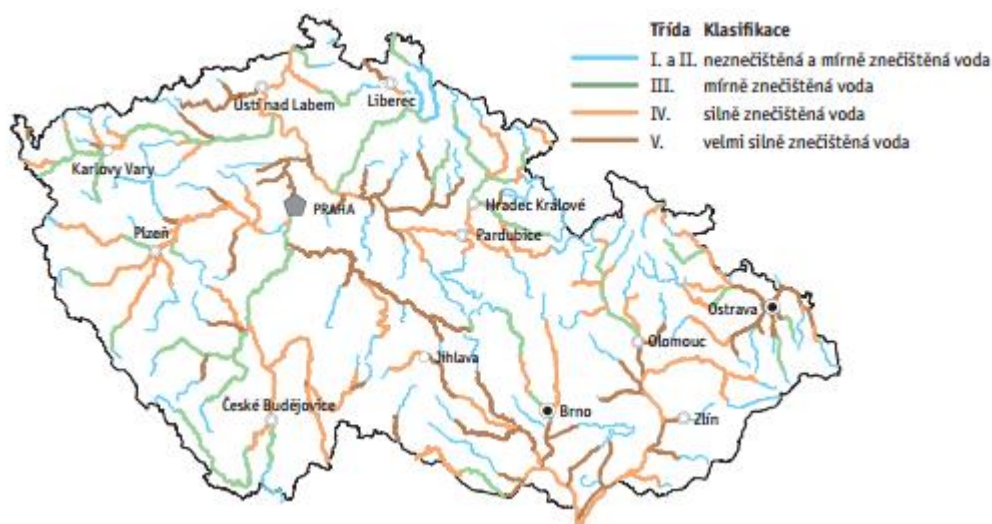 Třída Klasifikace
I. a II. neznečištěná a mírně znečištěná voda
III. mírně znečištěná voda
IV. silně znečištěná voda
V. velmi silně znečištěná voda
Ústí nad Labem
Liberec
Karlovy Vary
PRAHA
Hradec Králové
Plzeň
Pardubice
Ostrava
Olomouc
Jihlava
České Budějovice
Brno
Zlín